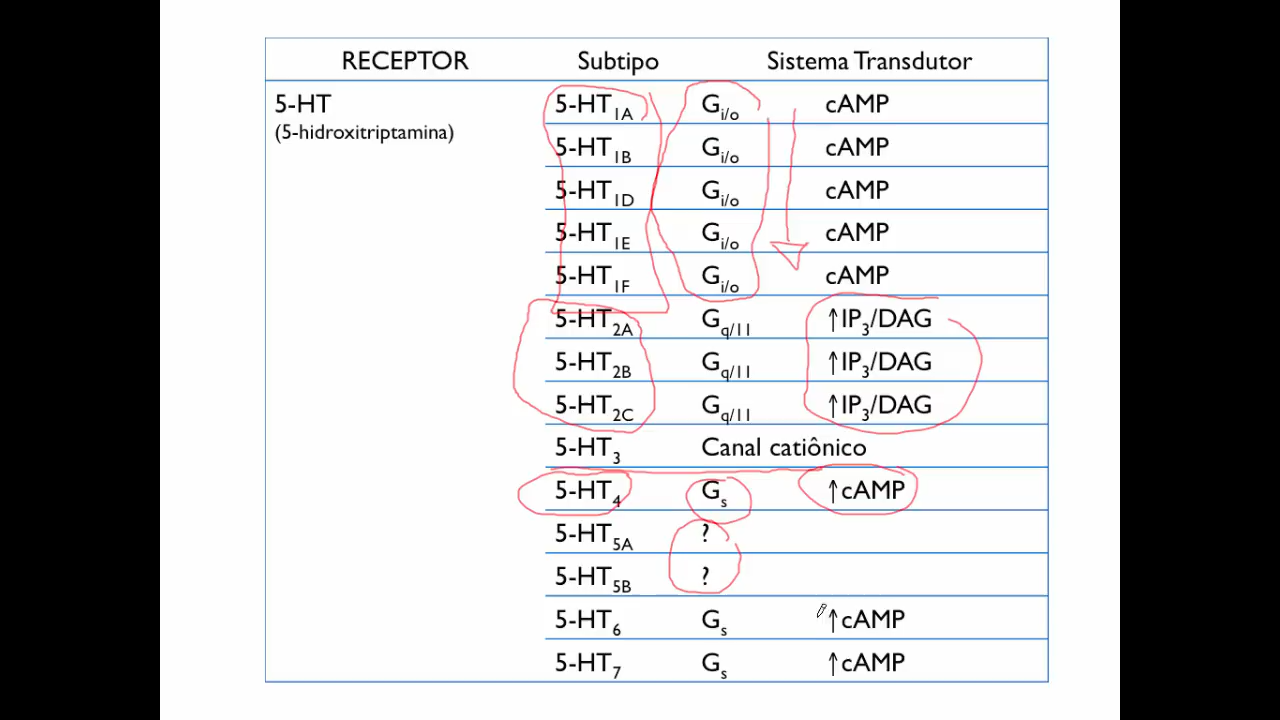 RECEPTOR Subtipo Sistema Transdutor
5-HT 5-HT1A Gi/o cAMP
(5-hidroxitriptamina)
5-HT1B Gi/o cAMP
5-HT1D Gi/o cAMP
5-HT1E Gi/o cAMP
5-HT1F Gi/o cAMP
5-HT2A Gq/11 ↑IP3/DAG
5-HT2B Gq/11 ↑IP3/DAG
5-HT2C Gq/11 ↑IP3/DAG
5-HT3 Canal catiônico
5-HT4 Gs ↑cAMP
5-HT5A ?
5-HT5B ?
5-HT6 Gs ↑cAMP
5-HT7 Gs ↑cAMP